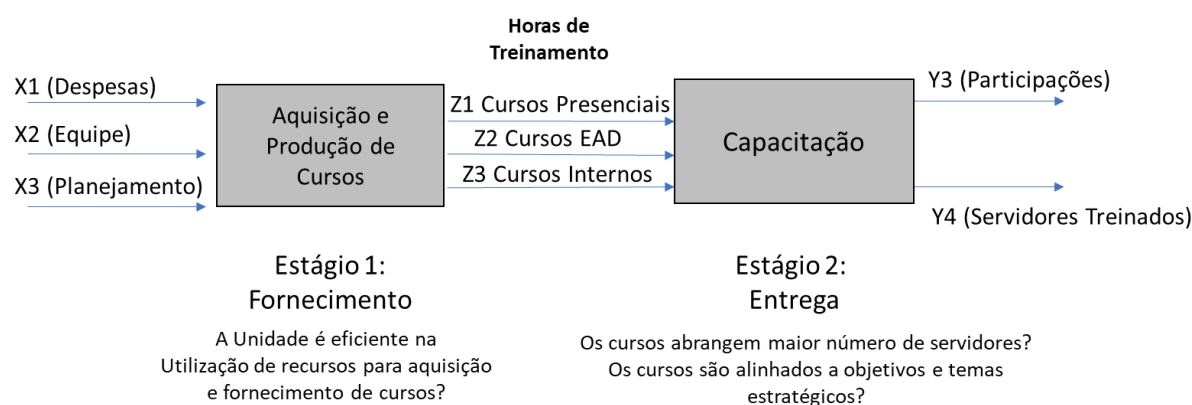 Horas de
Treinamento
X1 (Despesas)
X2 (Equipe)
X3 (Planejamento)
Aquisição e
Produção de
Cursos
Z1 Cursos Presenciais
Z2 Cursos EAD
Z3 Cursos Internos
Capacitação
Y3 (Participações)
Y4 (Servidores Treinados)
Estágio 1:
Fornecimento
A Unidade é eficiente na
Utilização de recursos para aquisição
e fornecimento de cursos?
Estágio 2:
Entrega
Os cursos abrangem maior número de servidores?
Os cursos são alinhados a objetivos e temas
estratégicos?